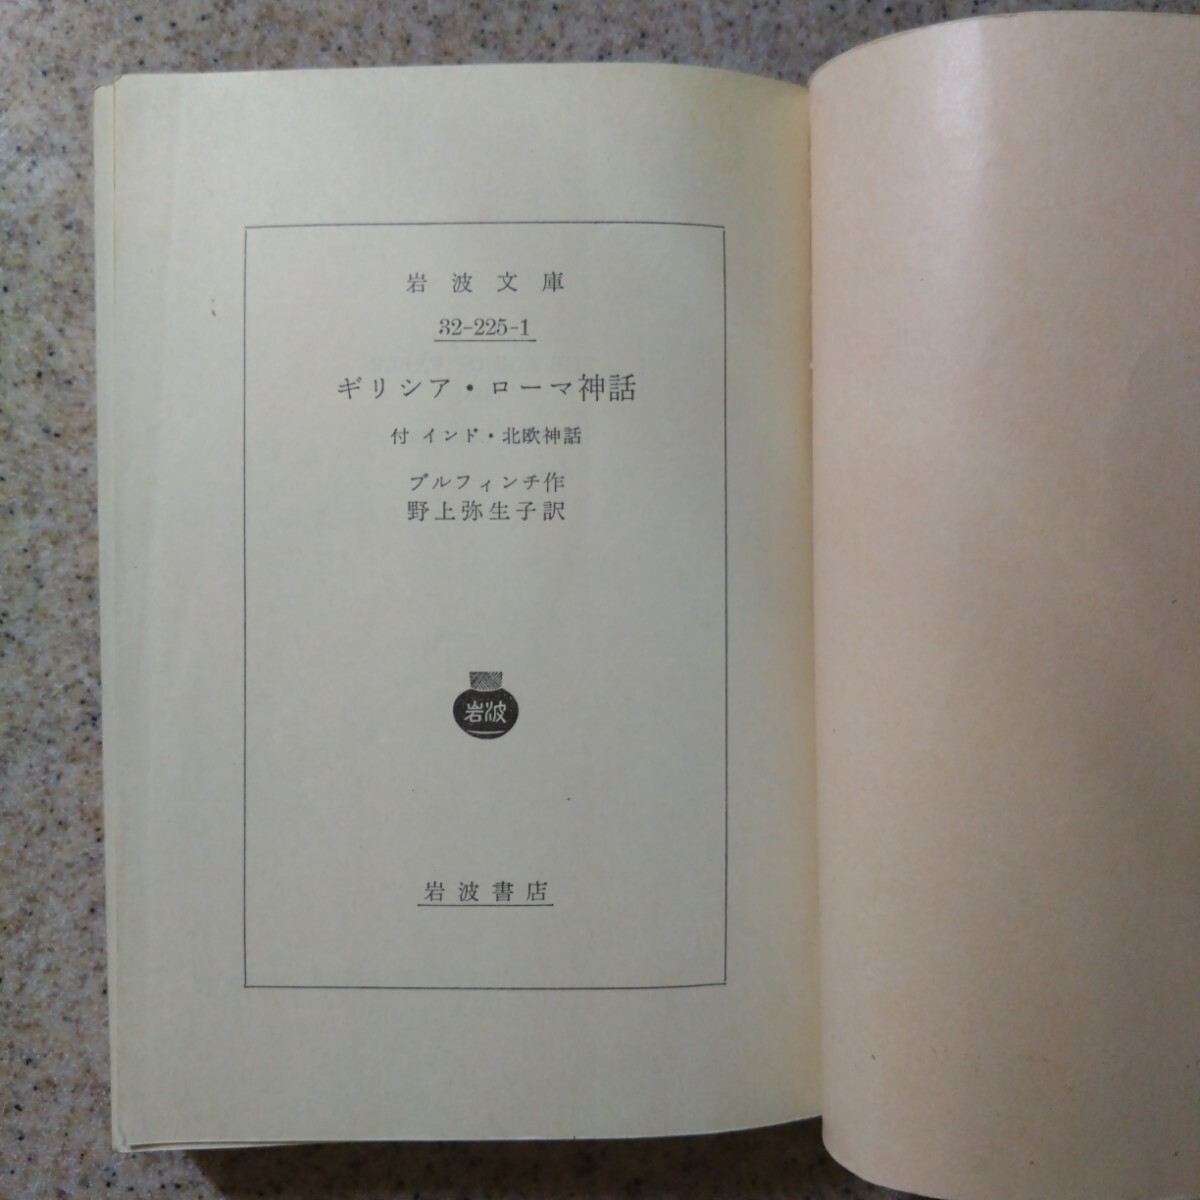 岩波文庫
32-225-1
ギリシア・ローマ神話
付 インド・北欧神話
ブルフィンチ作
野上弥生子訳
岩波
岩波書店